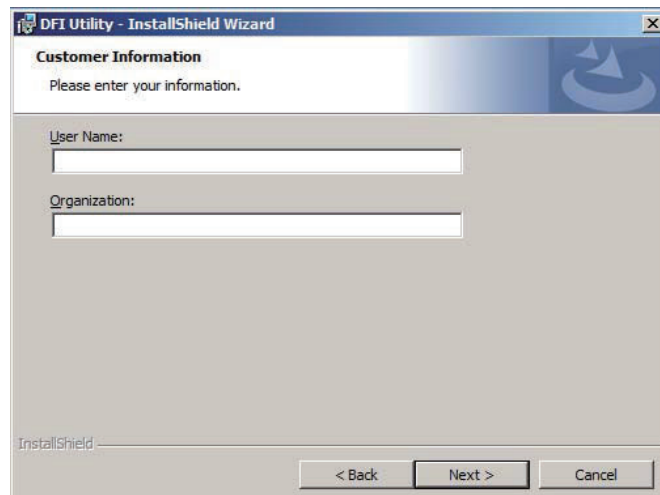 DFI Utility - InstallShield Wizard
Customer Information
Please enter your information.
User Name:
Organization:
InstallShield
< Back Next > Cancel